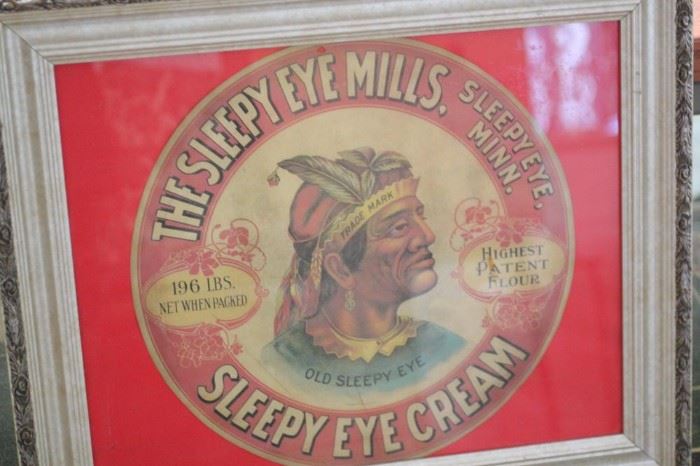 THE SLEEPY EYE MILLS,
SLEEPY EYE,
MINN.
TRADE MARK
196 LBS.
NET WHEN PACKED
HIGHEST
PATENT
FLOUR
OLD SLEEPY EYE
SLEEPY EYE CREAM